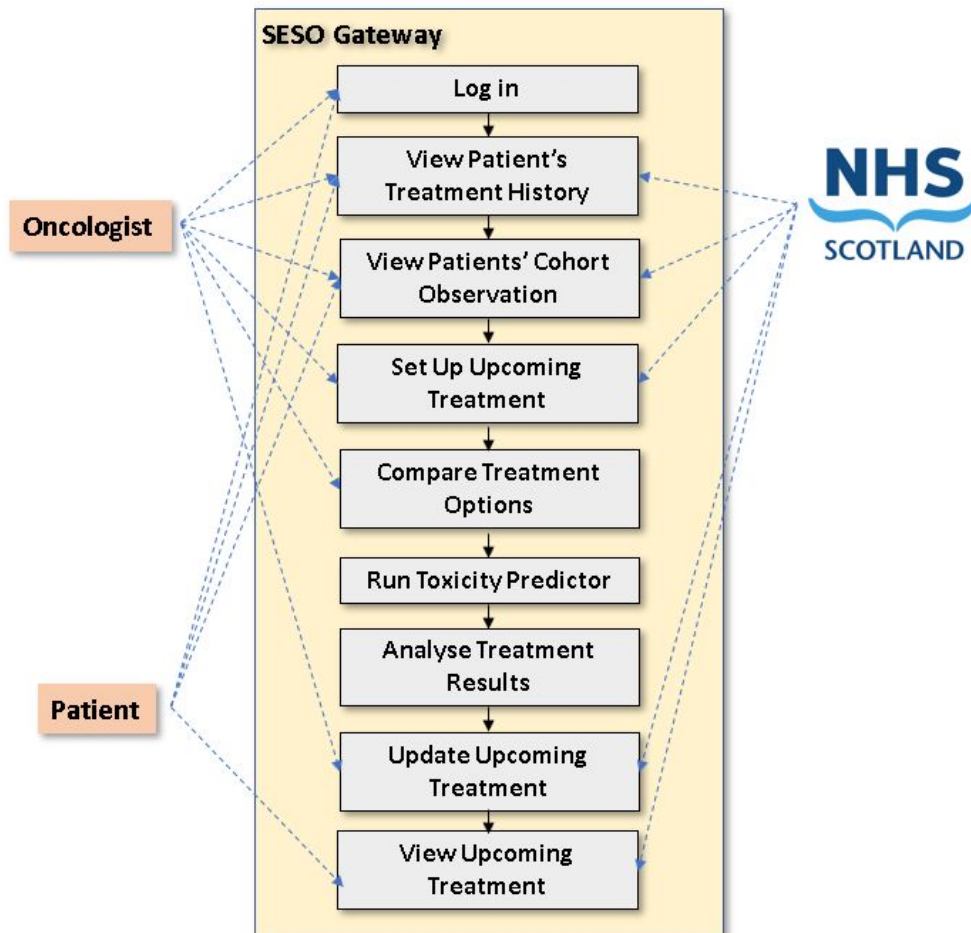 SESO Gateway
Log in
View Patient's
Treatment History
Oncologist
View Patients' Cohort
Observation
Set Up Upcoming
Treatment
Compare Treatment
Options
Run Toxicity Predictor
Analyse Treatment
Results
Patient
Update Upcoming
Treatment
View Upcoming
Treatment
NHS
SCOTLAND